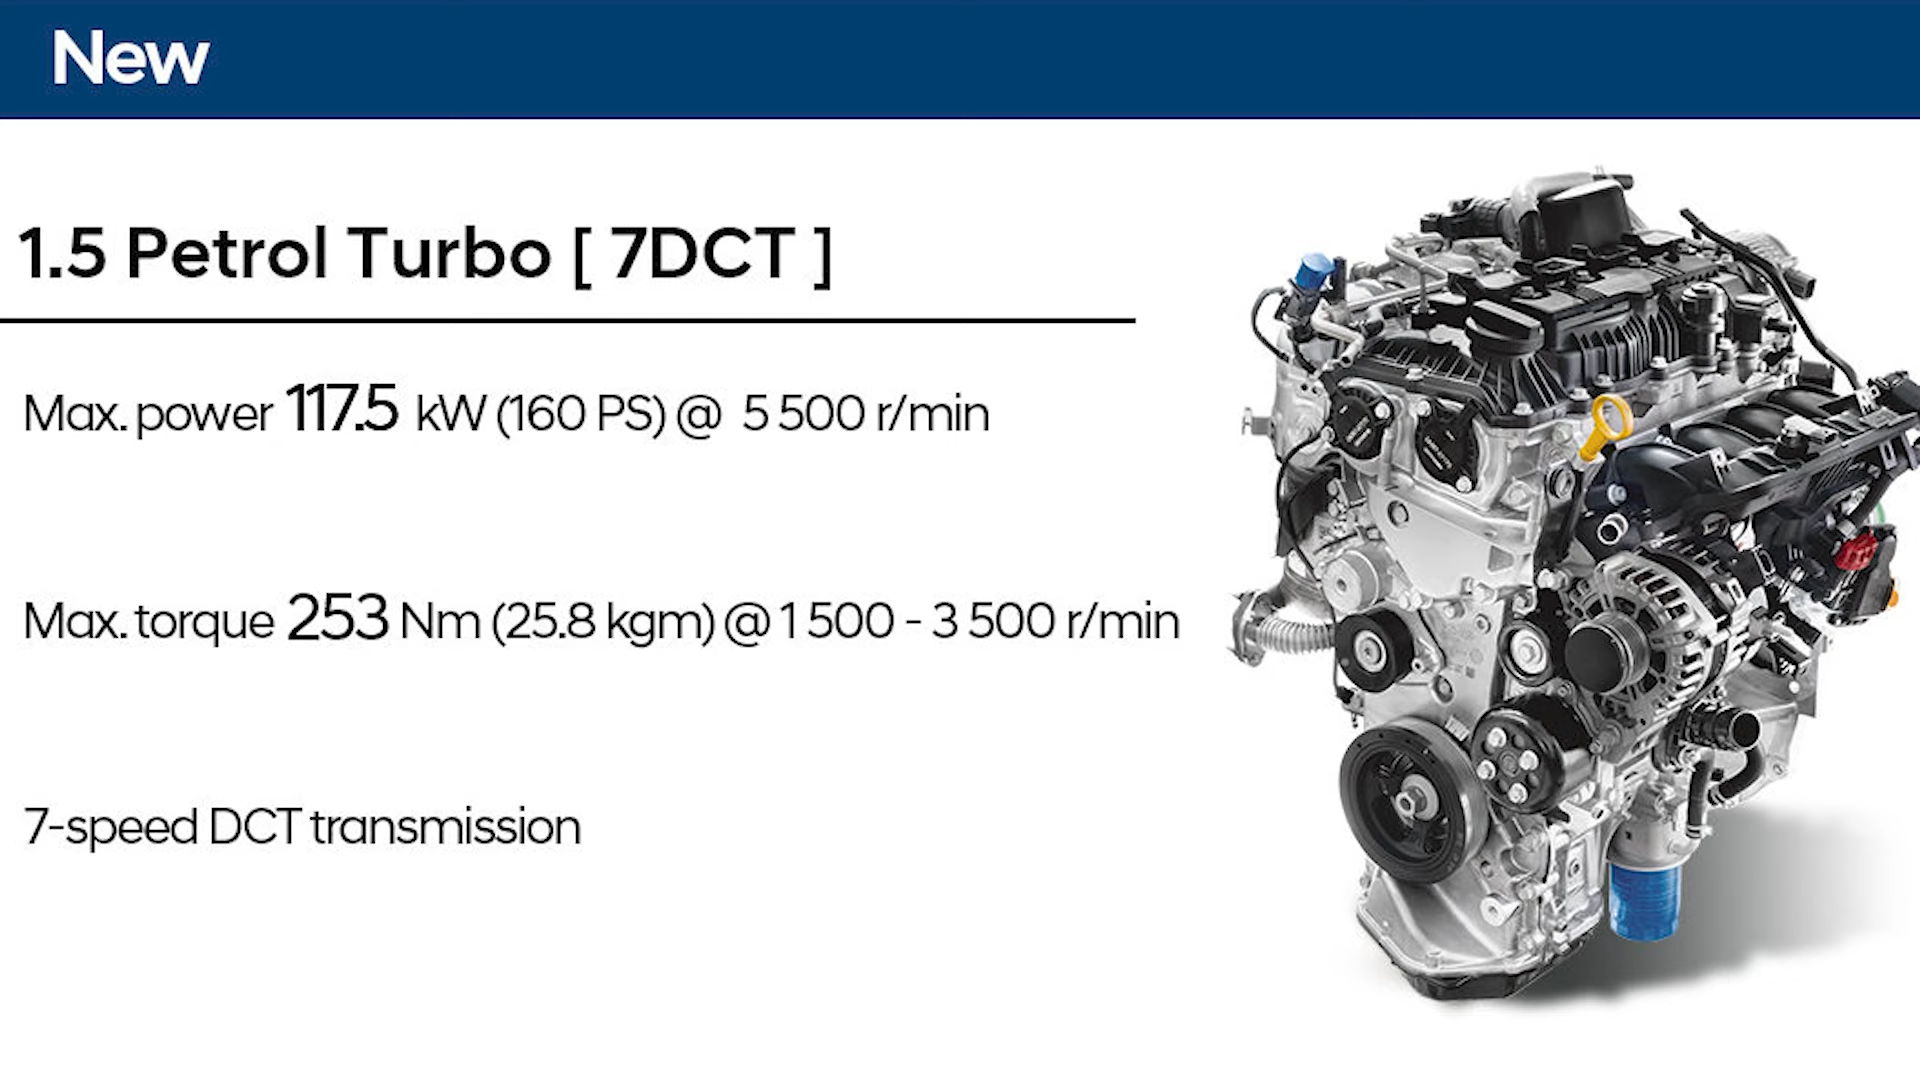 New
1.5 Petrol Turbo [ 7DCT ]
Max. power 117.5 kW (160 PS) @ 5 500 r/min
Max. torque 253 Nm (25.8 kgm) @ 1 500 - 3 500 r/min
7-speed DCT transmission